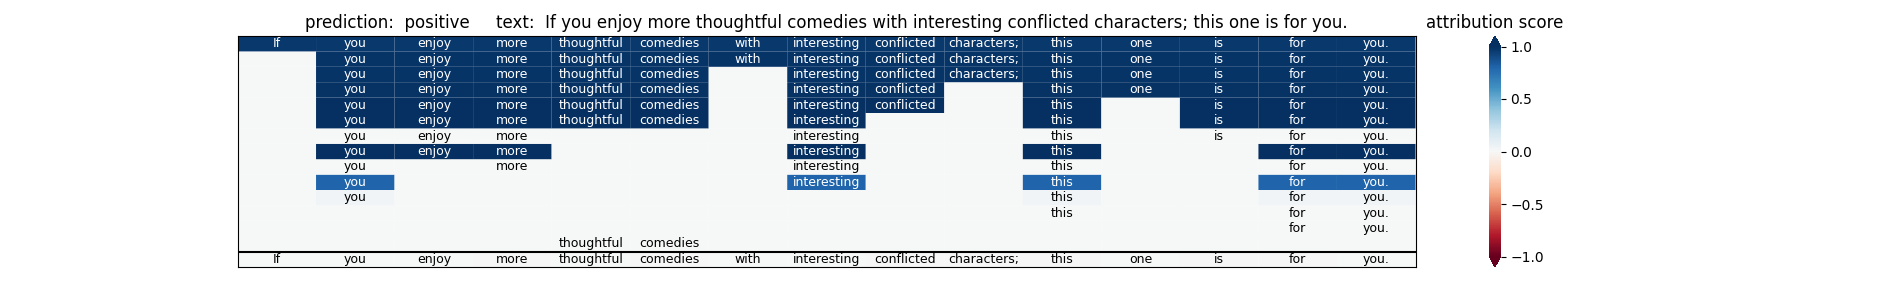 prediction:  positive     text:  If you enjoy more thoughtful comedies with interesting conflicted characters; this one is for you.     attribution score
If you enjoy more thoughtful comedies with interesting conflicted characters; this one is for you.
you enjoy more thoughtful comedies with interesting conflicted characters; this one is for you.
you enjoy more thoughtful comedies interesting conflicted characters; this one is for you.
you enjoy more thoughtful comedies interesting conflicted this one is for you.
you enjoy more thoughtful comedies interesting conflicted this is for you.
you enjoy more thoughtful comedies interesting this is for you.
you enjoy more interesting this is for you.
you enjoy more interesting this for you.
you more interesting this for you.
you interesting this for you.
you this for you.
this for you.
for you.
thoughtful comedies
If you enjoy more thoughtful comedies with interesting conflicted characters; this one is for you.
1.0
0.5
0.0
−0.5
−1.0